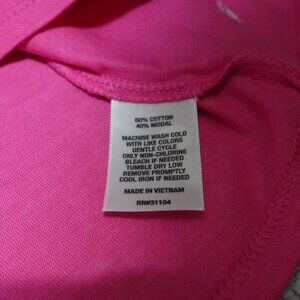 60% COTTON
40% MODAL
MACHINE WASH COLD
WITH LIKE COLORS
GENTLE CYCLE
ONLY NON-CHLORINE
BLEACH IF NEEDED
TUMBLE DRY LOW
REMOVE PROMPTLY
COOL IRON IF NEEDED
MADE IN VIETNAM
RN#31104